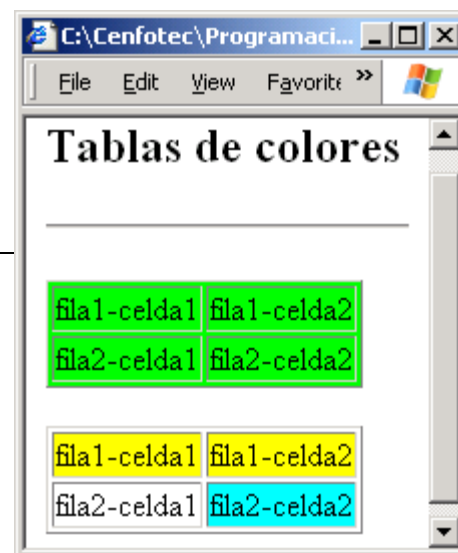 C:\Cenfotec\Programaci...
File Edit View Favorite »
Tablas de colores
fila1-celda1 fila1-celda2
fila2-celda1 fila2-celda2
fila1-celda1 fila1-celda2
fila2-celda1 fila2-celda2